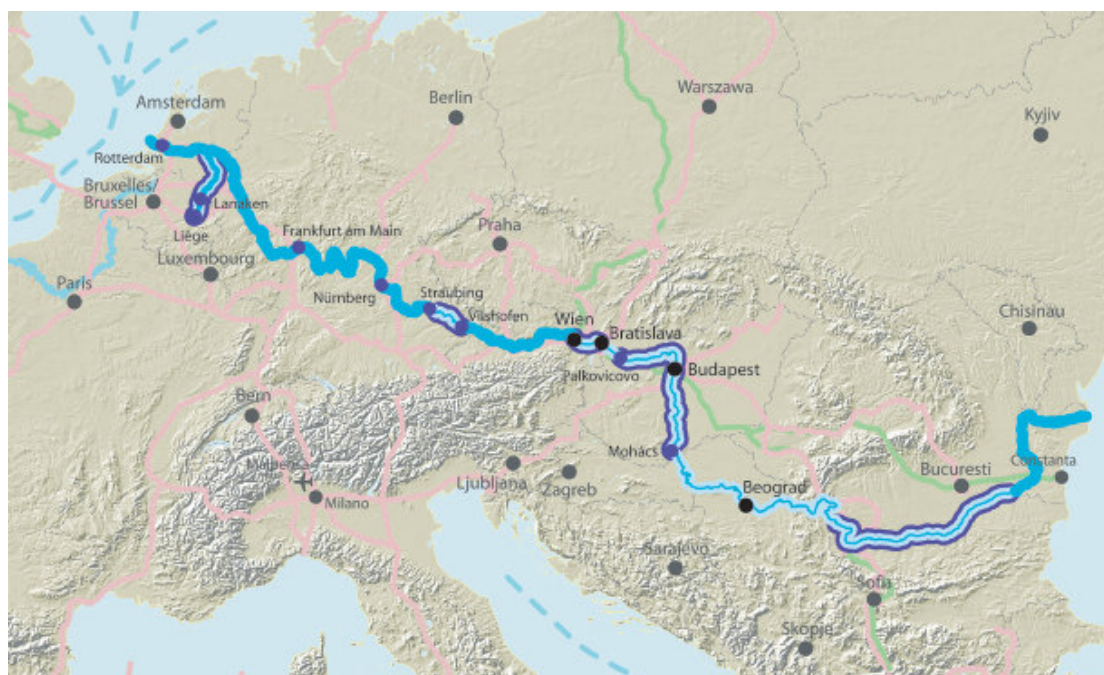 Amsterdam
Berlin
Warszawa
Kyjiv
Rotterdam
Bruxelles/
Brussel
Lanaken
Liège
Luxembourg
Frankfurt am Main
Praha
Paris
Nürnberg
Straubing
Vilshofen
Wien
Bratislava
Chisinau
Palkovicovo
Budapest
Bern
Mohács
Malpensa
Milano
Ljubljana
Zagreb
Beograd
Bucuresti
Constanta
Sarajevo
Sofia
Skopje